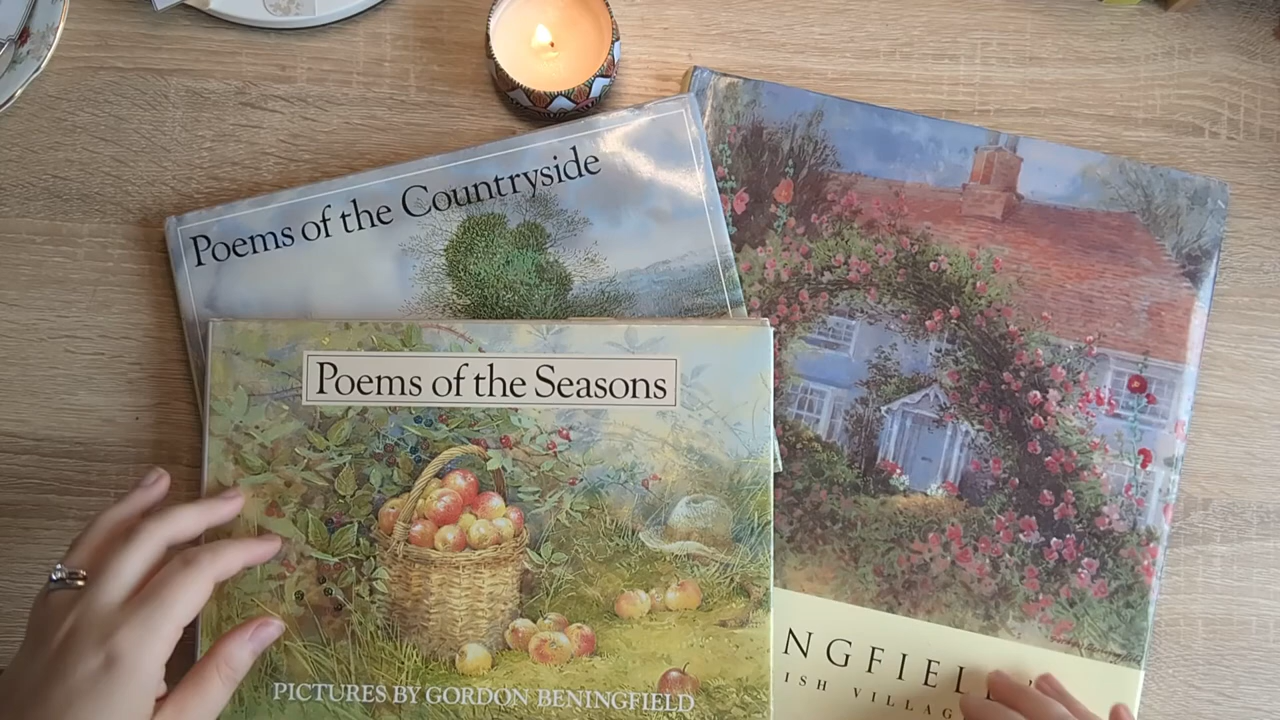 Poems of the Countryside
Poems of the Seasons
PICTURES BY GORDON BENINGFIELD
NGFIEL
ISH VILLAG